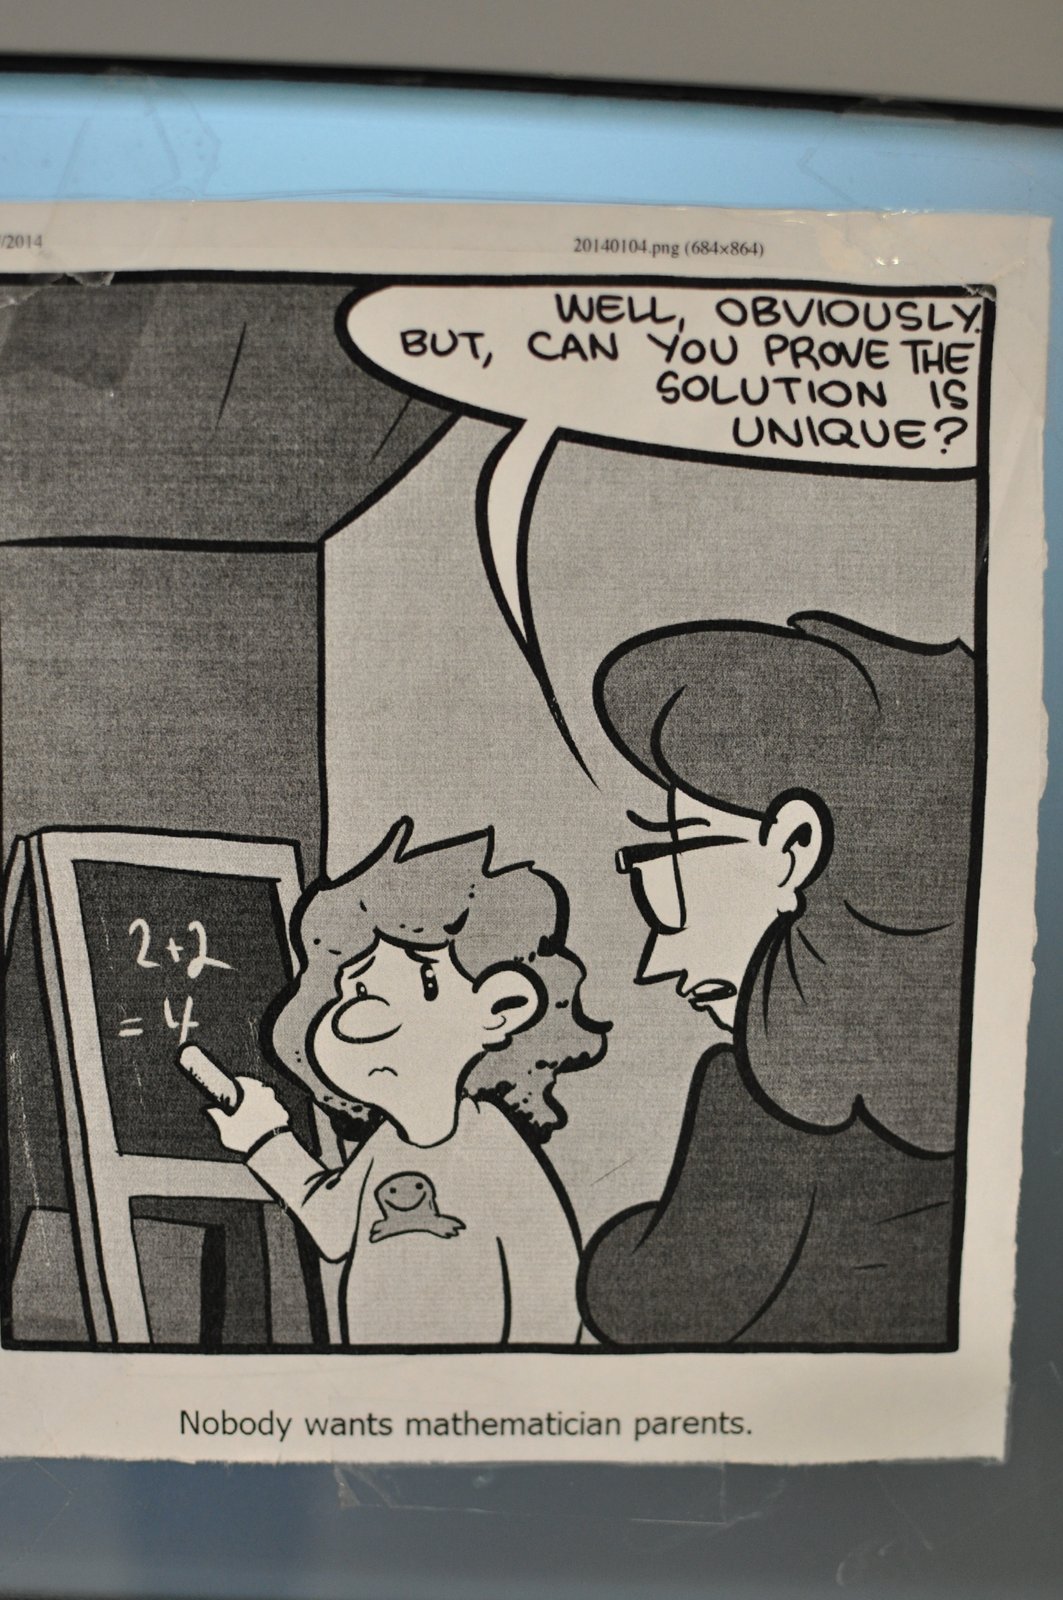 /2014 20140104.png (684×864)
WELL, OBVIOUSLY.
BUT, CAN YOU PROVE THE
SOLUTION IS
UNIQUE?
2+2
= 4
Nobody wants mathematician parents.